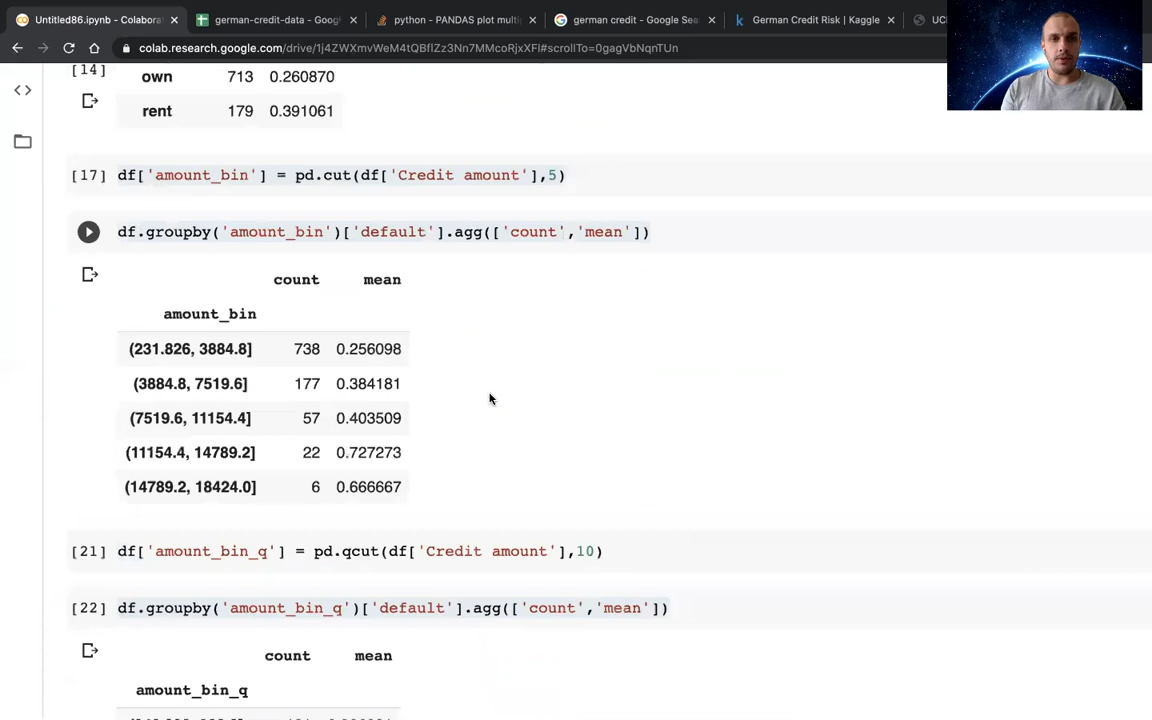 Untitled86.ipynb - Colaborat
german-credit-data - Googl
python - PANDAS plot multip
german credit - Google Sear
German Credit Risk | Kaggle
UCI
colab.research.google.com/drive/1j4ZWXmvWeM4tQBfIZz3Nn7MMcoRjxXFl#scrollTo=0gagVbNqnTUn
[14]
own 713 0.260870
rent 179 0.391061
[17] df['amount_bin'] = pd.cut(df['Credit amount'],5)
df.groupby('amount_bin')['default'].agg(['count','mean'])
count mean
amount_bin
(231.826, 3884.8] 738 0.256098
(3884.8, 7519.6] 177 0.384181
(7519.6, 11154.4] 57 0.403509
(11154.4, 14789.2] 22 0.727273
(14789.2, 18424.0] 6 0.666667
[21] df['amount_bin_q'] = pd.qcut(df['Credit amount'],10)
[22] df.groupby('amount_bin_q')['default'].agg(['count','mean'])
count mean
amount_bin_q